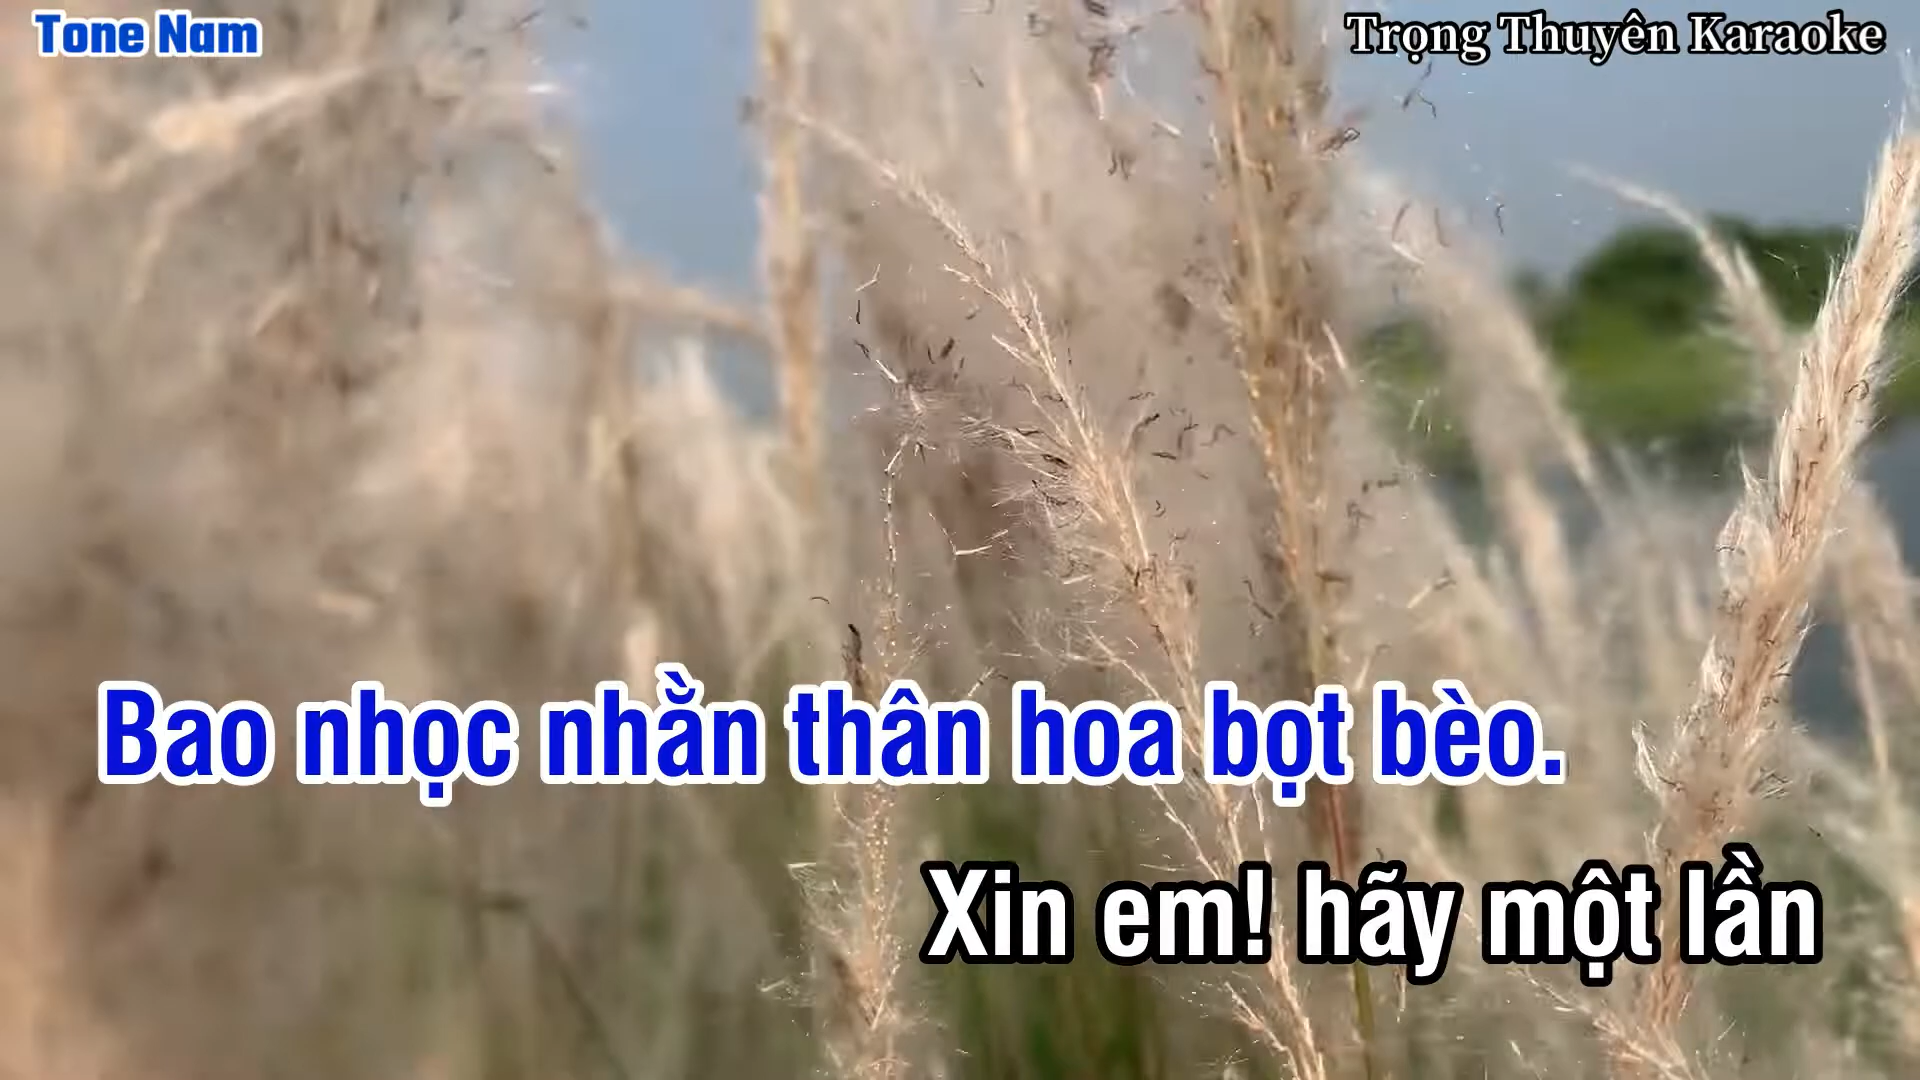 Tone Nam
Trọng Thuyên Karaoke
Bao nhọc nhằn thân hoa bọt bèo.
Xin em! hãy một lần